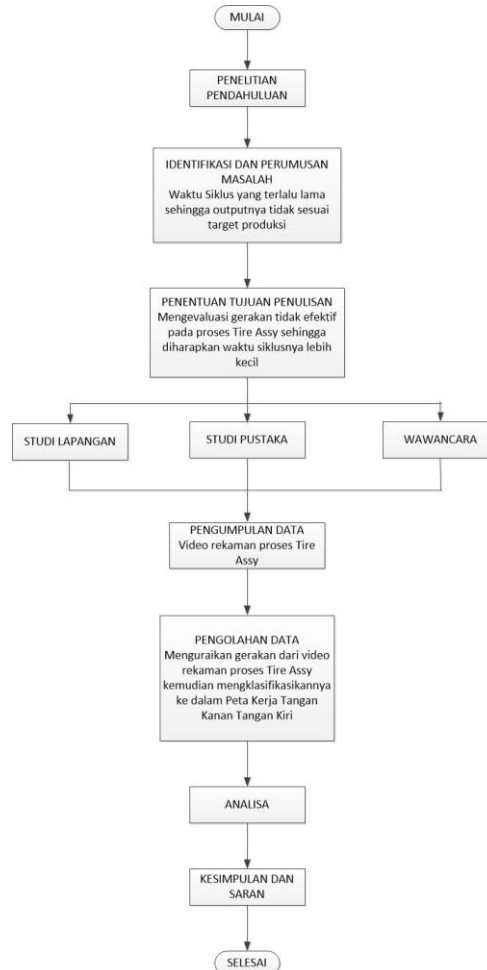 MULAI
PENELITIAN
PENDAHULUAN
IDENTIFIKASI DAN PERUMUSAN
MASALAH
Waktu Siklus yang terlalu lama
sehingga outputnya tidak sesuai
target produksi
PENENTUAN TUJUAN PENULISAN
Mengevaluasi gerakan tidak efektif
pada proses Tire Assy sehingga
diharapkan waktu siklusnya lebih
kecil
STUDI LAPANGAN
STUDI PUSTAKA
WAWANCARA
PENGUMPULAN DATA
Video rekaman proses Tire
Assy
PENGOLAHAN DATA
Menguraikan gerakan dari video
rekaman proses Tire Assy
kemudian mengklasifikasikannya
ke dalam Peta Kerja Tangan
Kanan Tangan Kiri
ANALISA
KESIMPULAN DAN
SARAN
SELESAI